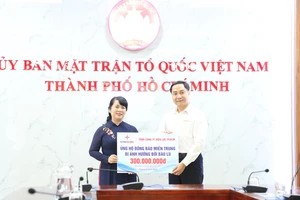 ỦY BAN MẶT TRẬN TỔ QUỐC VIỆT NAM
THÀNH PHỐ HỒ CHÍ MINH
ỦNG HỘ ĐỒNG BÀO MIỀN TRUNG
BỊ ẢNH HƯỞNG BỞI BÃO LŨ
300.000.000đ